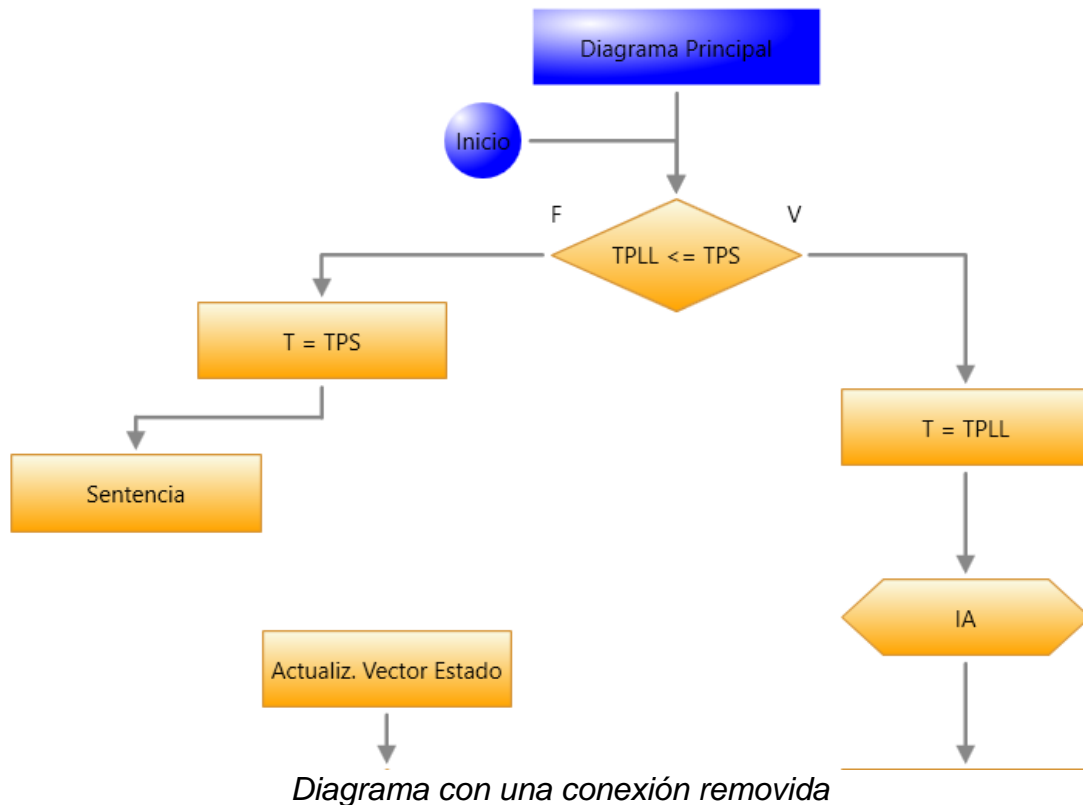 Diagrama Principal
Inicio
F
V
TPLL <= TPS
T = TPS
T = TPLL
Sentencia
IA
Actualiz. Vector Estado
Diagrama con una conexión removida